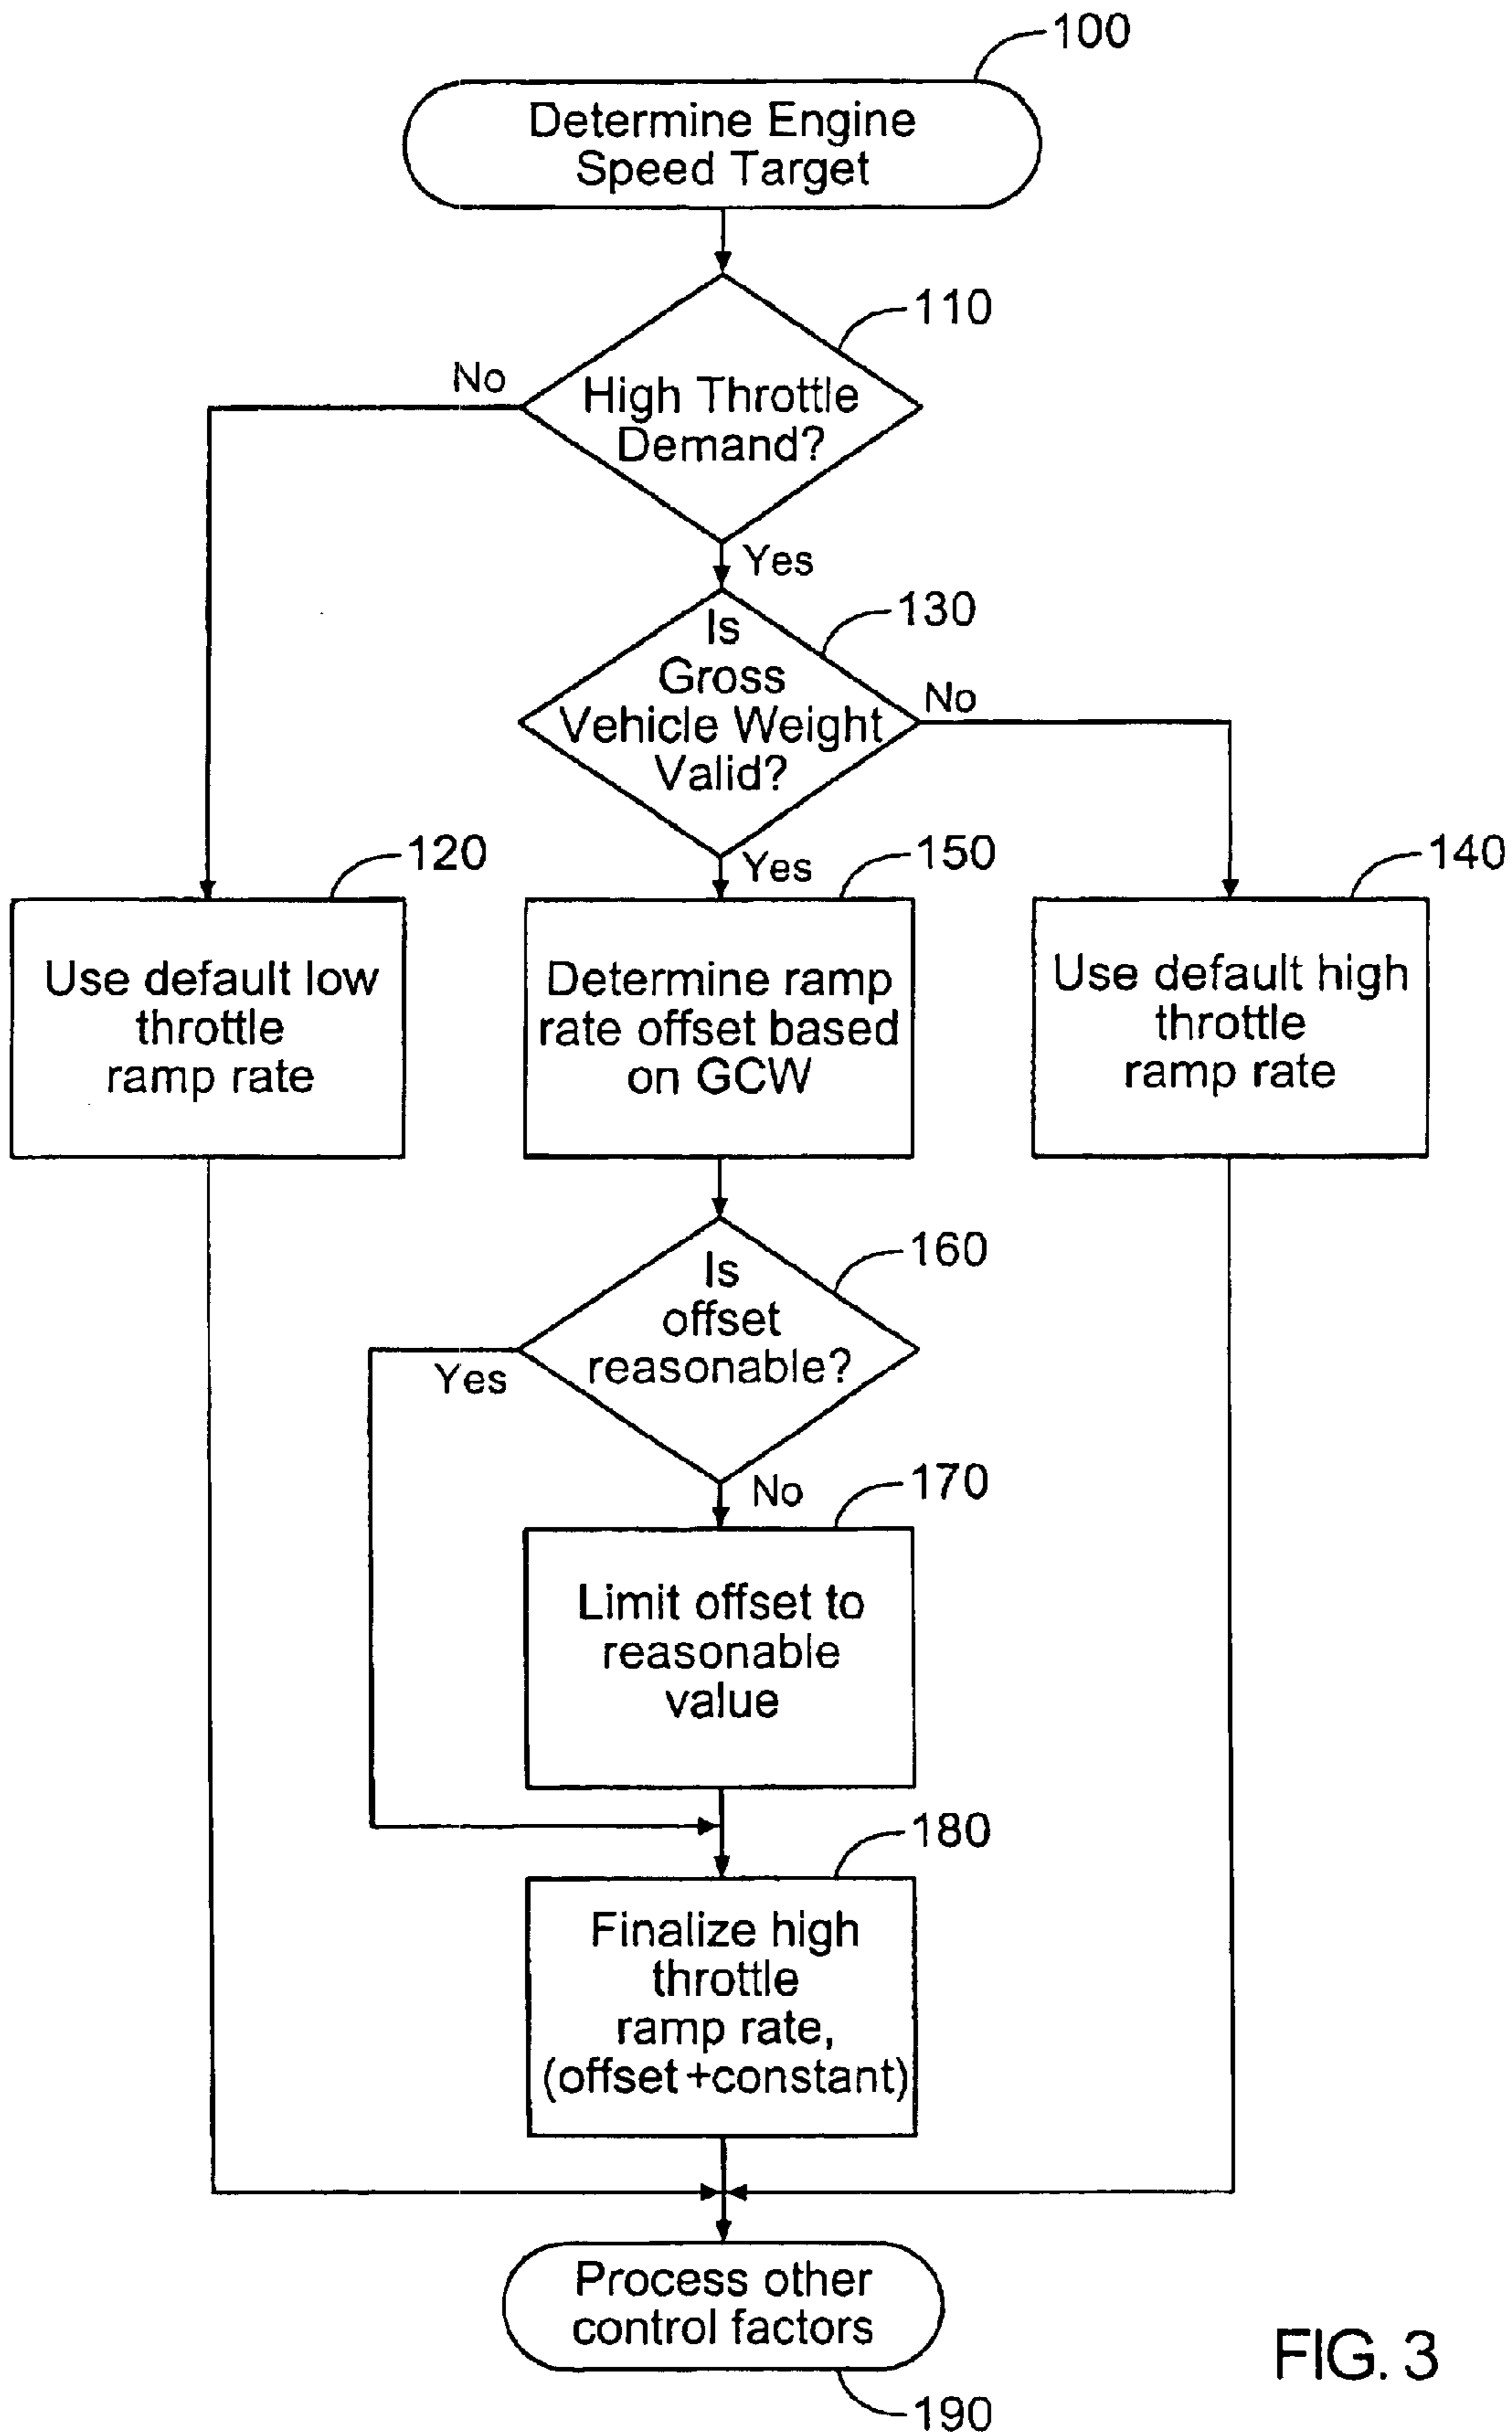 100
Determine Engine
Speed Target
110
No
High Throttle
Demand?
Yes
130
Is
Gross
Vehicle Weight
Valid?
No
Yes
120
150
140
Use default low
throttle
ramp rate
Determine ramp
rate offset based
on GCW
Use default high
throttle
ramp rate
160
Is
offset
reasonable?
Yes
No
170
Limit offset to
reasonable
value
180
Finalize high
throttle
ramp rate,
(offset+constant)
Process other
control factors
190
FIG. 3